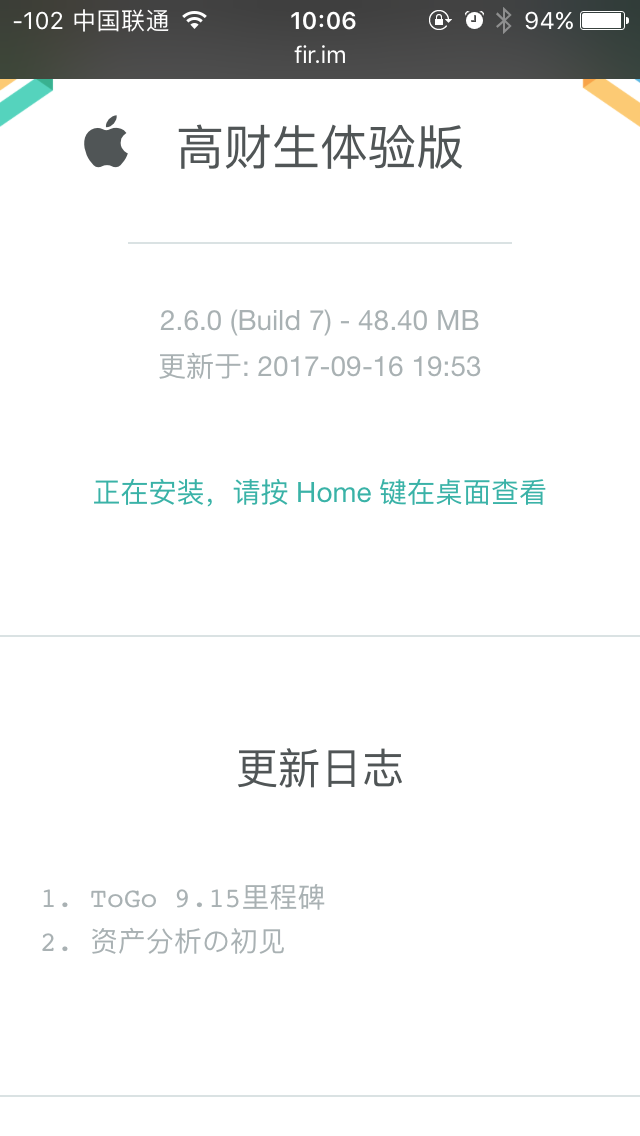 -102 中国联通 10:06 94%
fir.im
高财生体验版
2.6.0 (Build 7) - 48.40 MB
更新于: 2017-09-16 19:53
正在安装，请按 Home 键在桌面查看
更新日志
1. ToGo 9.15里程碑
2. 资产分析の初见